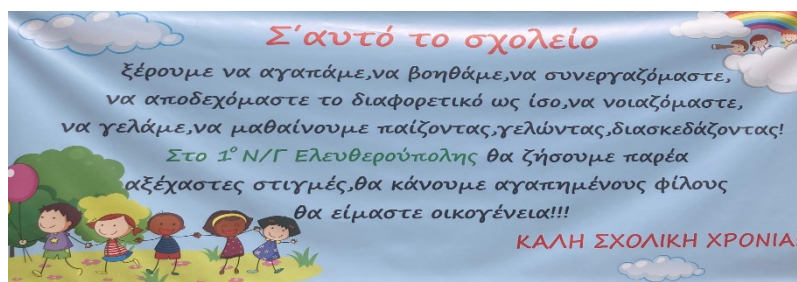 Σ΄αυτό το σχολείο
ξέρουμε να αγαπάμε,να βοηθάμε,να συνεργαζόμαστε,
να αποδεχόμαστε το διαφορετικό ως ίσο,να νοιαζόμαστε,
να γελάμε,να μαθαίνουμε παίζοντας,γελώντας,διασκεδάζοντας!
Στο 1° Ν/Γ Ελευθερούπολης θα ζήσουμε παρέα
αξέχαστες στιγμές,θα κάνουμε αγαπημένους φίλους
θα είμαστε οικογένεια!!!
ΚΑΛΗ ΣΧΟΛΙΚΗ ΧΡΟΝΙΑ